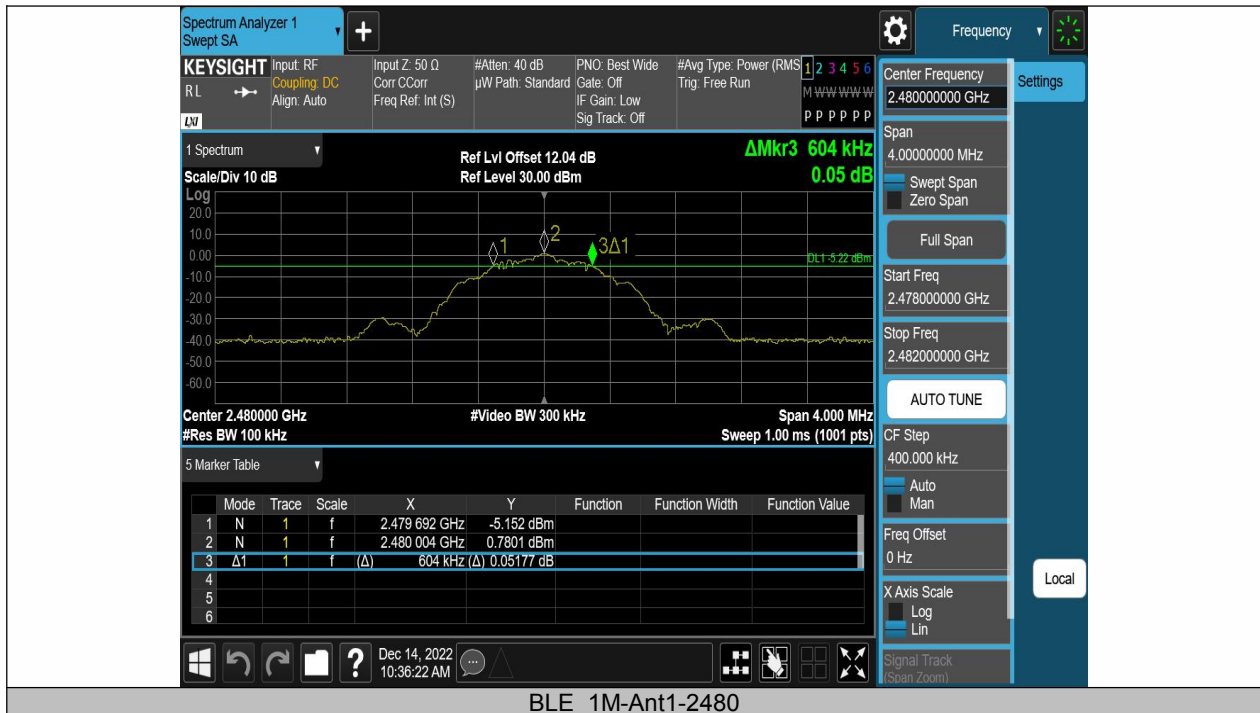 Spectrum Analyzer 1
Swept SA
+
Frequency
KEYSIGHT
RL
LXI
Input: RF
Coupling: DC
Align: Auto
Input Z: 50 Ω
Corr CCorr
Freq Ref: Int (S)
#Atten: 40 dB
µW Path: Standard
PNO: Best Wide
Gate: Off
IF Gain: Low
Sig Track: Off
#Avg Type: Power (RMS
Trig: Free Run
1 2 3 4 5 6
M W W W W W
P P P P P P
1 Spectrum
Scale/Div 10 dB
Ref Lvl Offset 12.04 dB
Ref Level 30.00 dBm
ΔMkr3 604 kHz
0.05 dB
Log
20.0
10.0
0.00
-10.0
-20.0
-30.0
-40.0
-50.0
-60.0
1
2
3Δ1
DL1 -5.22 dBm
Center 2.480000 GHz
#Video BW 300 kHz
Span 4.000 MHz
#Res BW 100 kHz
Sweep 1.00 ms (1001 pts)
5 Marker Table
Mode Trace Scale X Y Function Function Width Function Value
1 N 1 f 2.479 692 GHz -5.152 dBm
2 N 1 f 2.480 004 GHz 0.7801 dBm
3 Δ1 1 f (Δ) 604 kHz (Δ) 0.05177 dB
4
5
6
?
Dec 14, 2022
10:36:22 AM
Center Frequency
2.480000000 GHz
Settings
Span
4.00000000 MHz
Swept Span
Zero Span
Full Span
Start Freq
2.478000000 GHz
Stop Freq
2.482000000 GHz
AUTO TUNE
CF Step
400.000 kHz
Auto
Man
Freq Offset
0 Hz
X Axis Scale
Log
Lin
Signal Track
(Span Zoom)
Local
BLE_1M-Ant1-2480